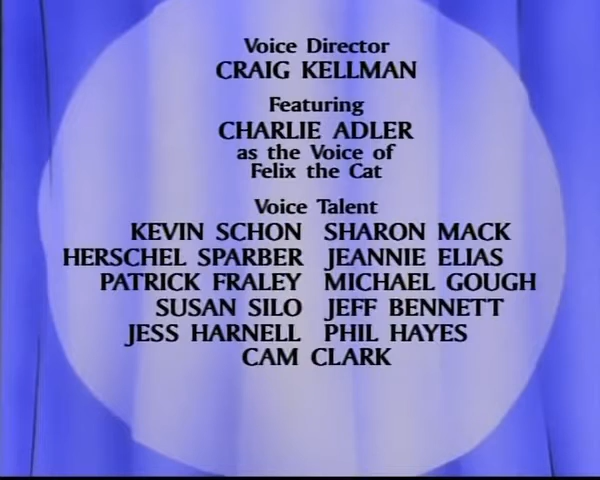 Voice Director
CRAIG KELLMAN
Featuring
CHARLIE ADLER
as the Voice of
Felix the Cat
Voice Talent
KEVIN SCHON SHARON MACK
HERSCHEL SPARBER JEANNIE ELIAS
PATRICK FRALEY MICHAEL GOUGH
SUSAN SILO JEFF BENNETT
JESS HARNELL PHIL HAYES
CAM CLARK